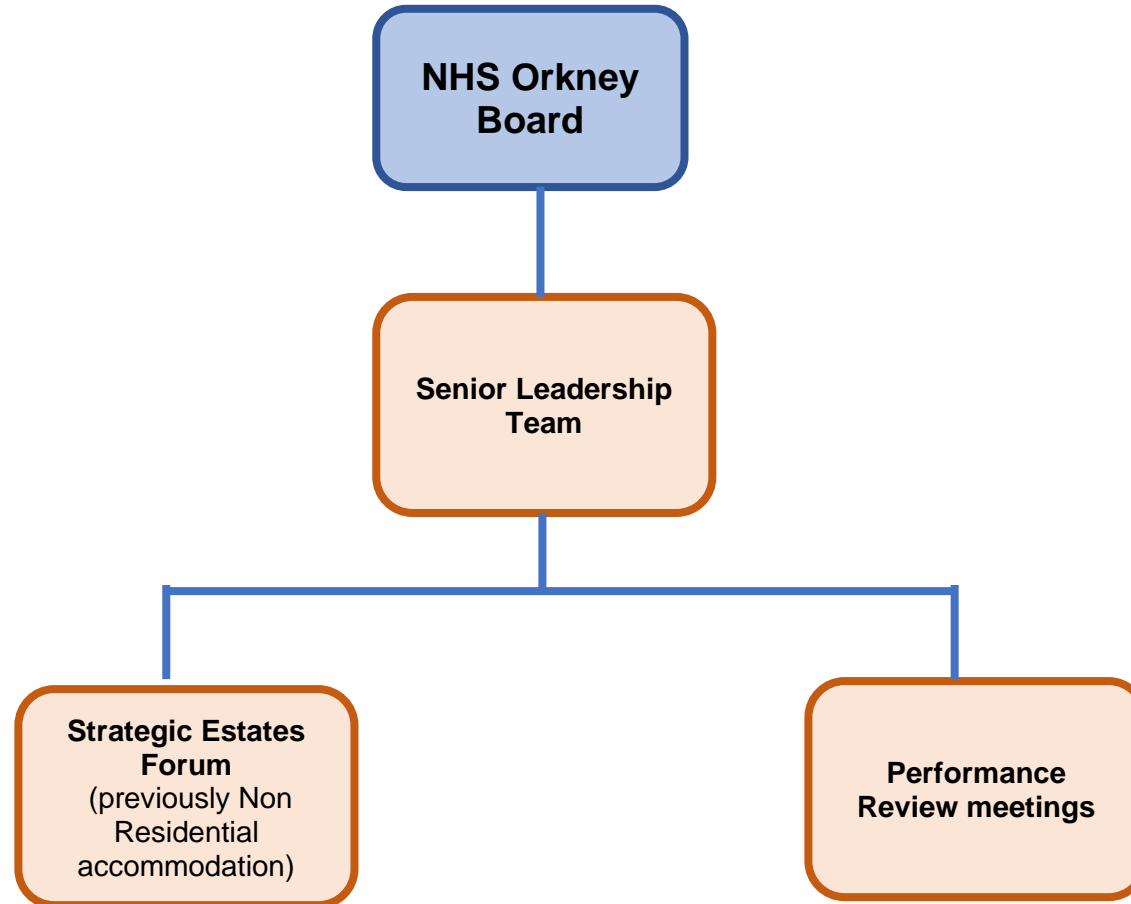 NHS Orkney
Board
Senior Leadership
Team
Strategic Estates
Forum
(previously Non
Residential
accommodation)
Performance
Review meetings